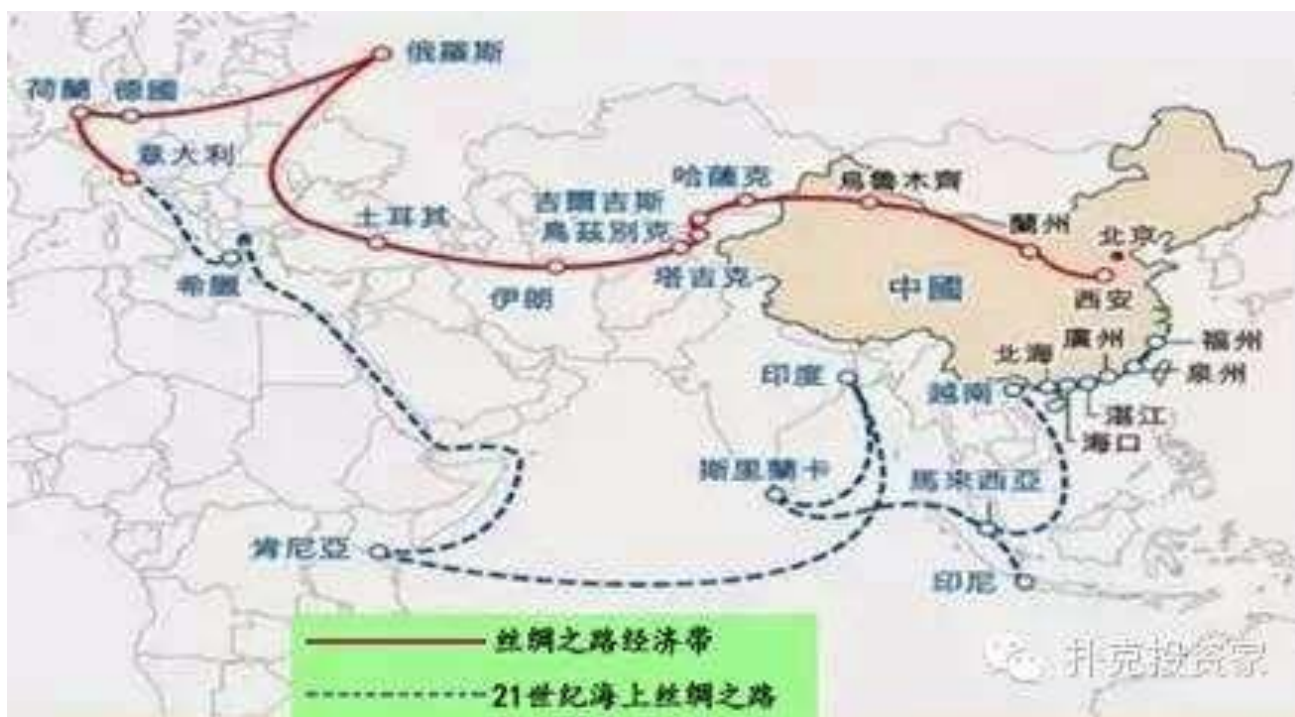 俄羅斯
荷蘭
德國
意大利
哈薩克
烏魯木齊
吉爾吉斯
土耳其
烏茲別克
蘭州
北京
希臘
伊朗
塔吉克
中國
西安
廣州
福州
北海
印度
越南
泉州
湛江
海口
斯里蘭卡
馬來西亞
肯尼亞
印尼
丝绸之路经济带
21世纪海上丝绸之路
扑克投资家